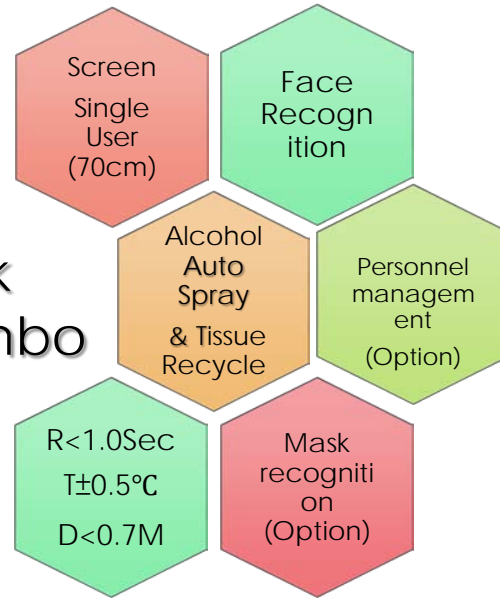 Screen
Single
User
(70cm)
Face
Recogn
ition
Alcohol
Auto
Spray
& Tissue
Recycle
Personnel
managem
ent
(Option)
R<1.0Sec
T±0.5℃
D<0.7M
Mask
recogniti
on
(Option)